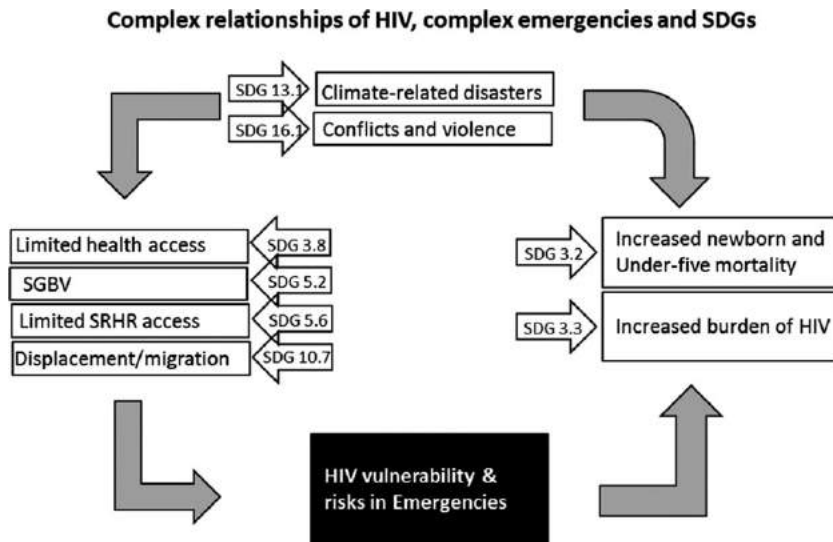 Complex relationships of HIV, complex emergencies and SDGs
SDG 13.1
Climate-related disasters
SDG 16.1
Conflicts and violence
Limited health access
SDG 3.8
SGBV
SDG 5.2
Limited SRHR access
SDG 5.6
Displacement/migration
SDG 10.7
SDG 3.2
Increased newborn and
Under-five mortality
SDG 3.3
Increased burden of HIV
HIV vulnerability &
risks in Emergencies